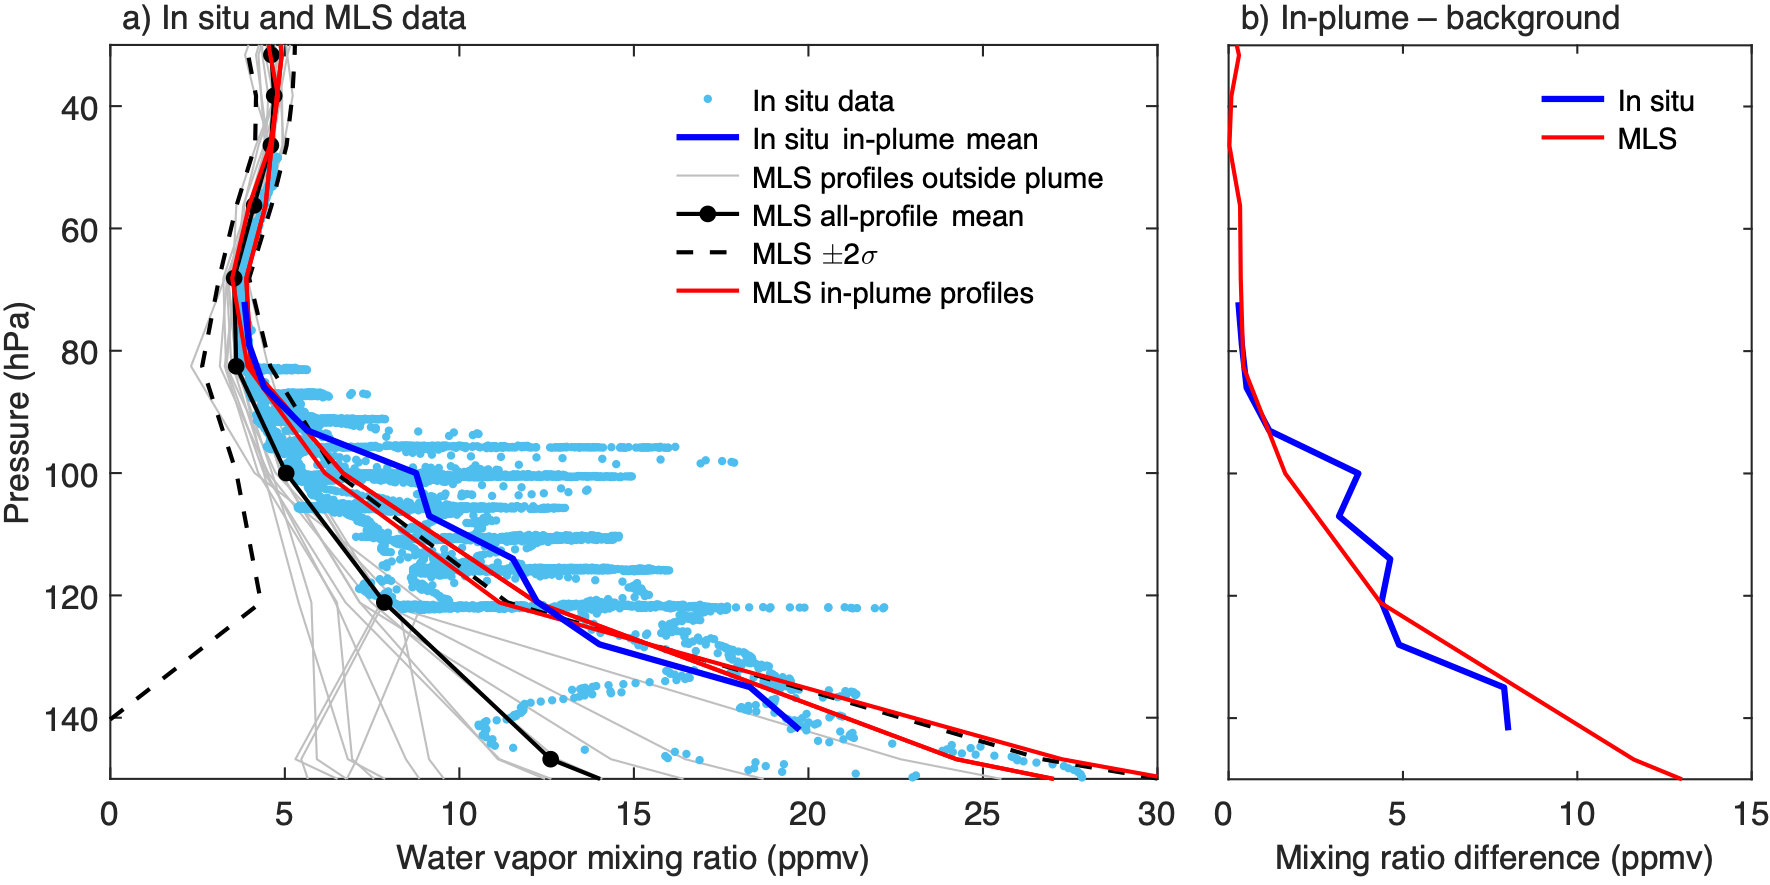 a) In situ and MLS data
b) In-plume – background
In situ data
In situ in-plume mean
MLS profiles outside plume
MLS all-profile mean
MLS ±2σ
MLS in-plume profiles
In situ
MLS
Pressure (hPa)
40
60
80
100
120
140
0 5 10 15 20 25 30
0 5 10 15
Water vapor mixing ratio (ppmv)
Mixing ratio difference (ppmv)